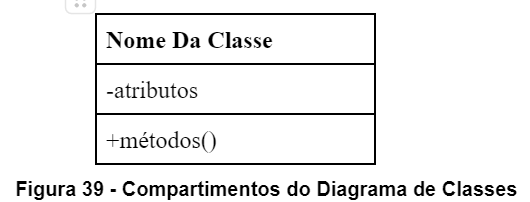 Nome Da Classe
-atributos
+métodos()
Figura 39 - Compartimentos do Diagrama de Classes